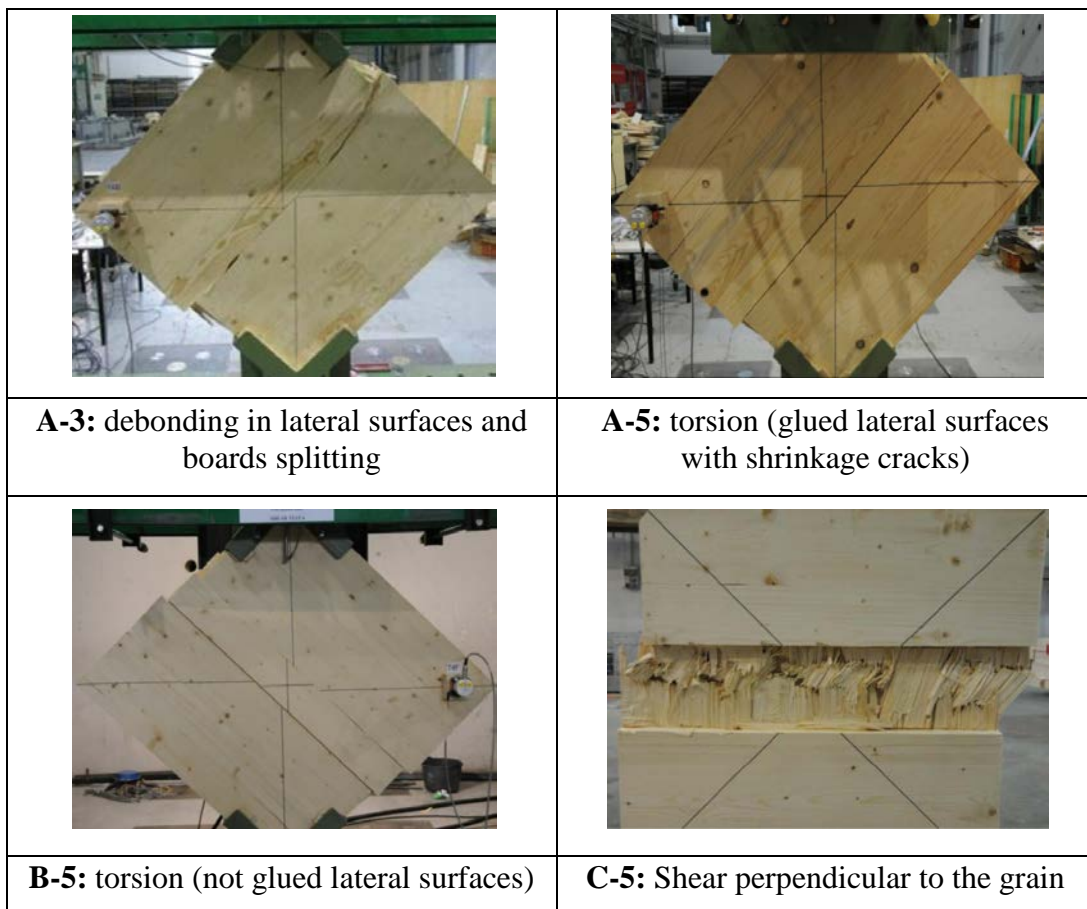 A-3: debonding in lateral surfaces and
boards splitting
A-5: torsion (glued lateral surfaces
with shrinkage cracks)
B-5: torsion (not glued lateral surfaces)
C-5: Shear perpendicular to the grain